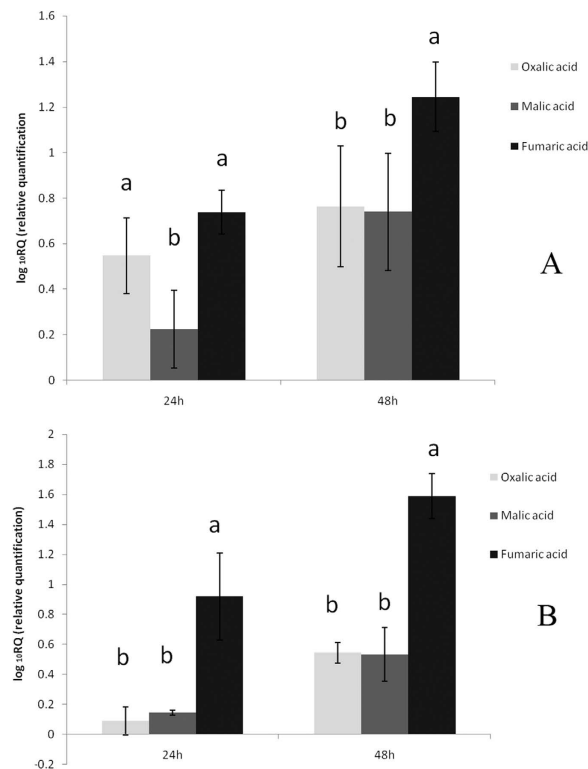 1.6
1.4
1.2
1
0.8
0.6
0.4
0.2
0
log 10RQ (relative quantification)
a
b
a
b
b
a
24h
48h
Oxalic acid
Malic acid
Fumaric acid
A
2
1.8
1.6
1.4
1.2
1
0.8
0.6
0.4
0.2
0
-0.2
log 10RQ (relative quantification)
b
b
a
b
b
a
24h
48h
Oxalic acid
Malic acid
Fumaric acid
B